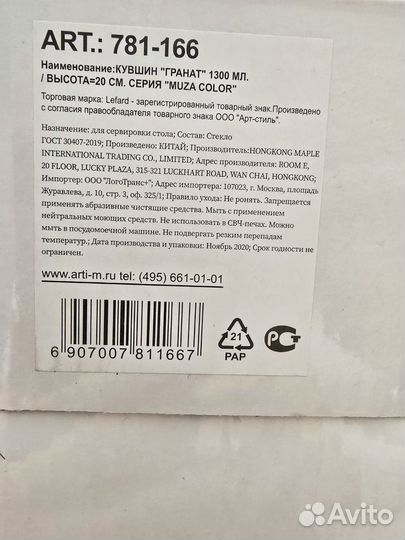 ART.: 781-166
Наименование:КУВШИН "ГРАНАТ" 1300 МЛ.
/ ВЫСОТА=20 СМ. СЕРИЯ "MUZA COLOR"
Торговая марка: Lefard - зарегистрированный товарный знак.Произведено
с согласия правообладателя товарного знака ООО "Арт-стиль".
Назначение: для сервировки стола; Состав: Стекло
ГОСТ 30407-2019; Произведено: КИТАЙ; Производитель:HONGKONG MAPLE
INTERNATIONAL TRADING CO., LIMITED; Адрес производителя: ROOM E,
20 FLOOR, LUCKY PLAZA, 315-321 LUCKHART ROAD, WAN CHAI, HONGKONG;
Импортер: ООО "ЛогоТранс+"; Адрес импортера: 107023, г. Москва, площадь
Журавлева, д. 10, стр. 3, оф. 325/1; Правила ухода: Не ронять. Запрещается
применять абразивные чистящие средства. Мыть с применением
нейтральных моющих средств. Не использовать в СВЧ-печах. Можно
мыть в посудомоечной машине. Не подвергать резким перепадам
температур.; Дата производства и упаковки: Ноябрь 2020; Срок годности не
ограничен.
www.arti-m.ru tel: (495) 661-01-01
6 907007 811667
21
PAP
РСТ
Avito